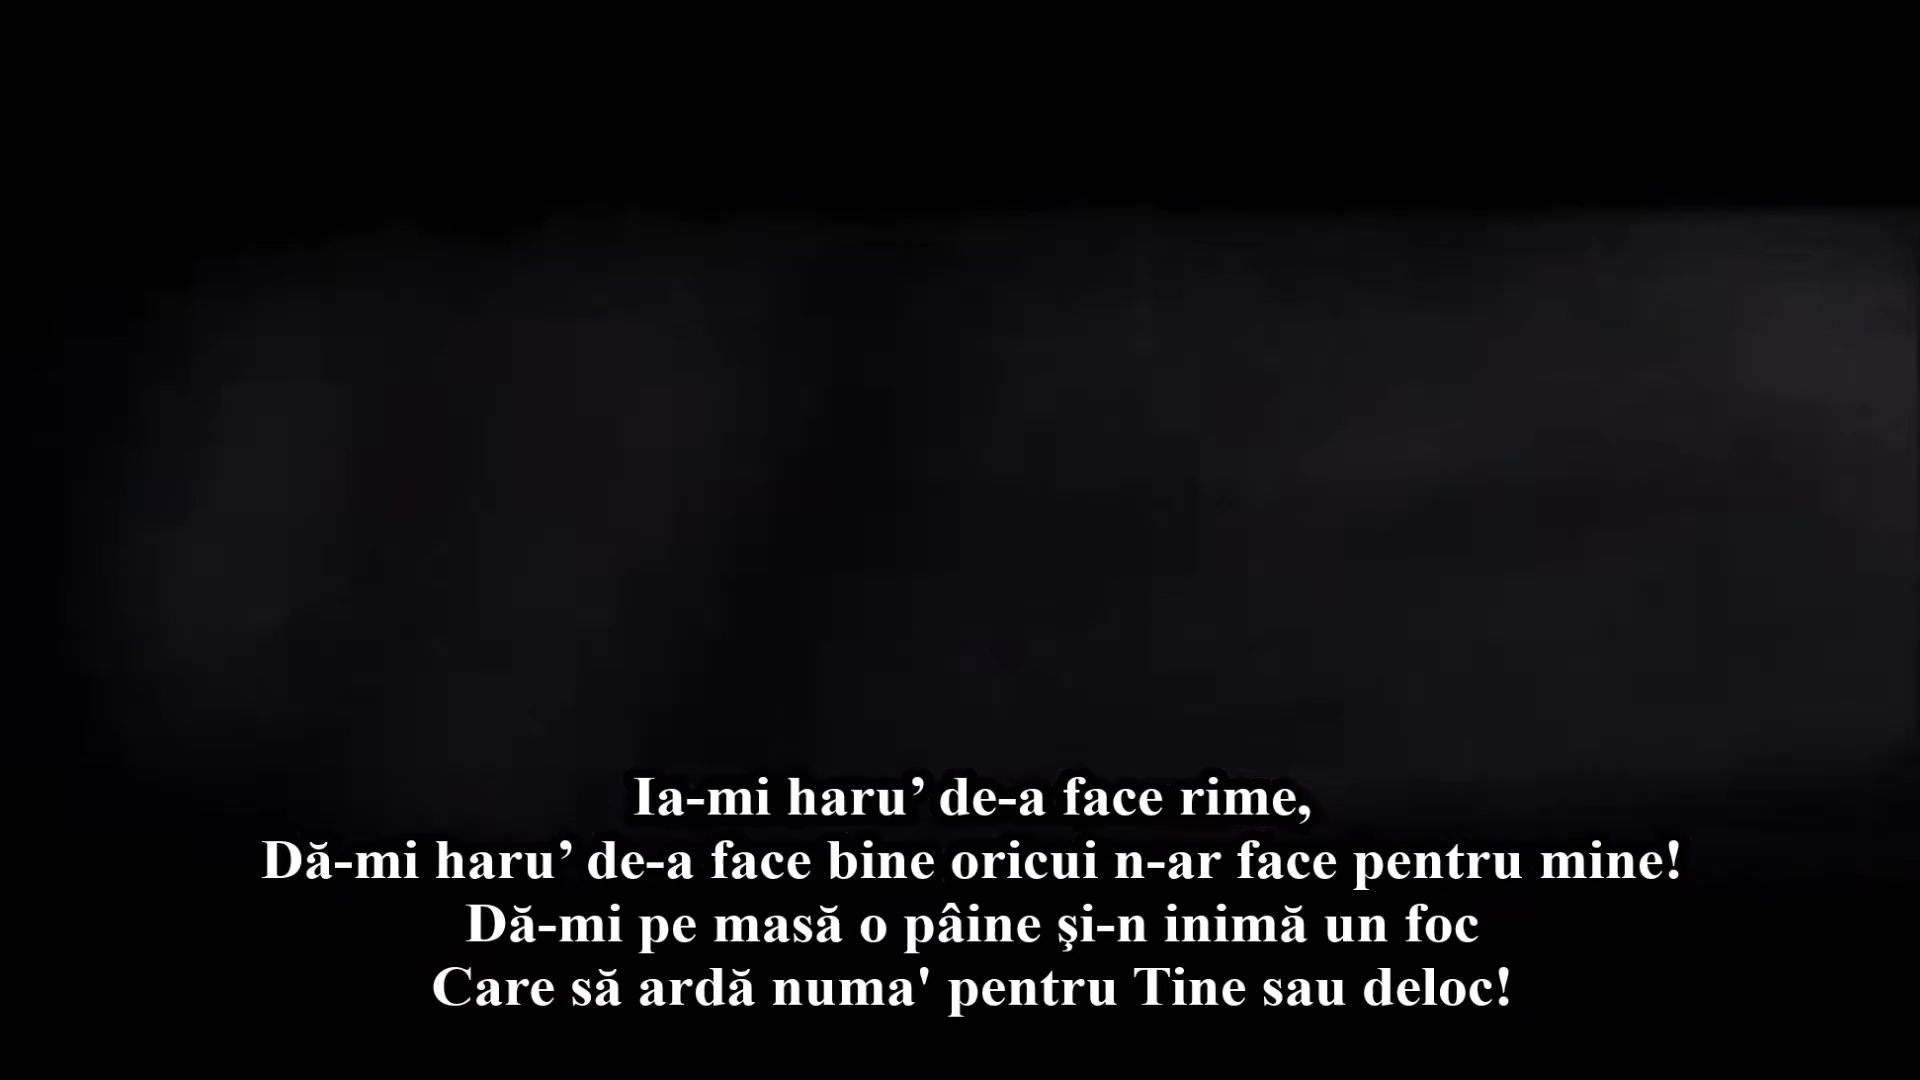 Ia-mi haru’ de-a face rime,
Dă-mi haru’ de-a face bine oricui n-ar face pentru mine!
Dă-mi pe masă o pâine şi-n inimă un foc
Care să ardă numa' pentru Tine sau deloc!